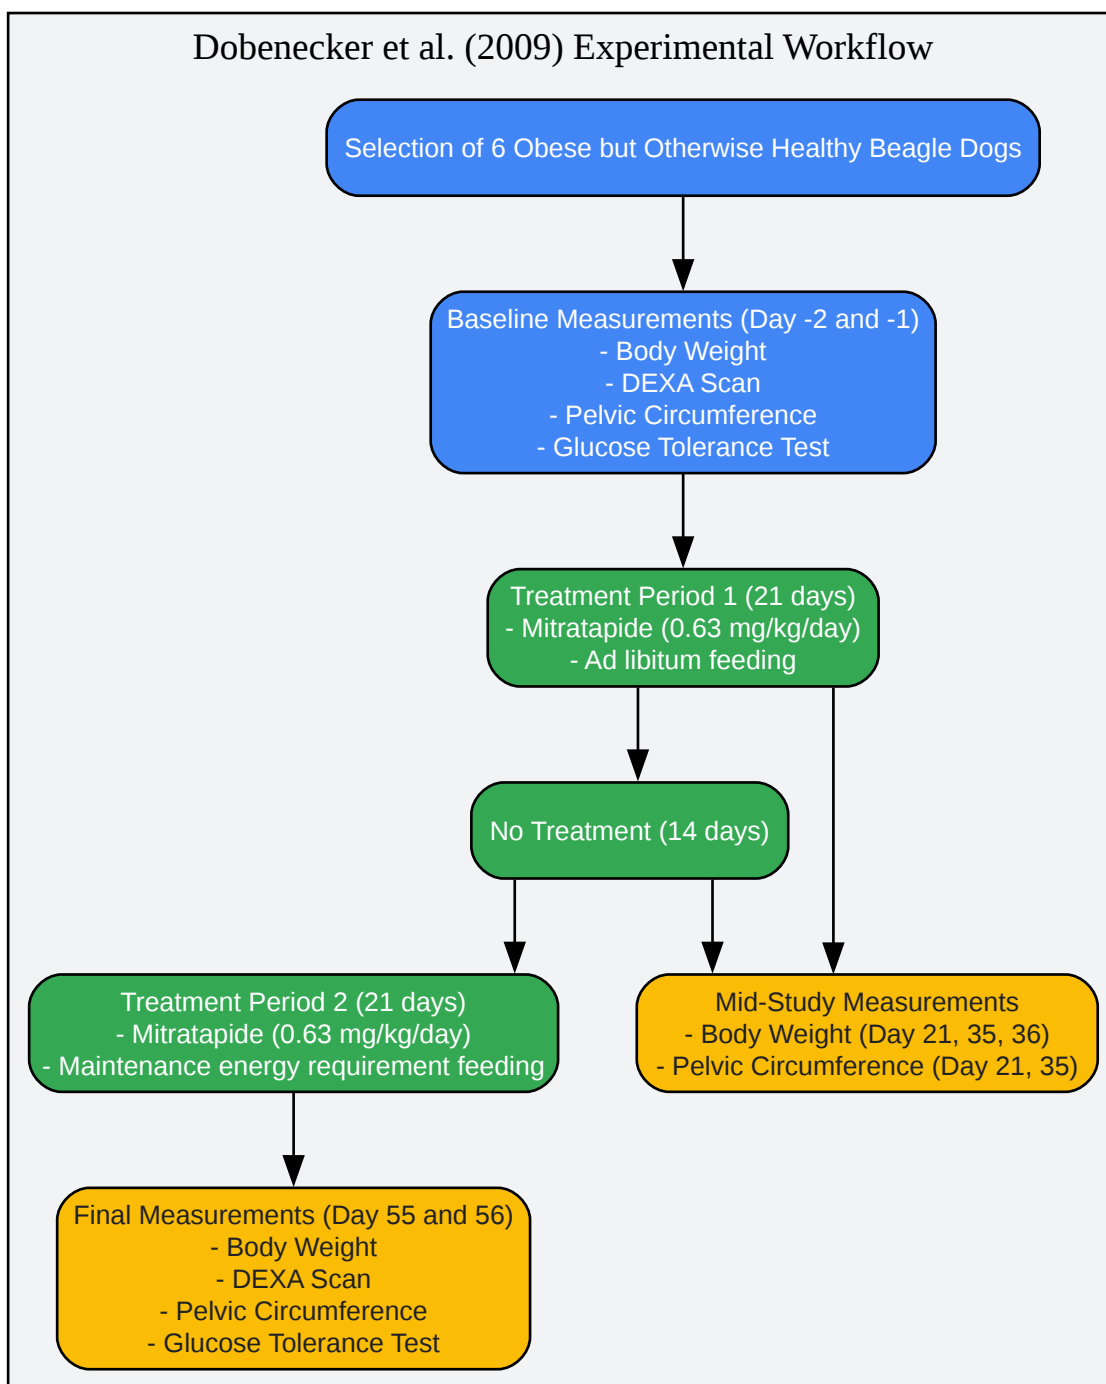 Dobenecker et al. (2009) Experimental Workflow
Selection of 6 Obese but Otherwise Healthy Beagle Dogs
Baseline Measurements (Day -2 and -1)
- Body Weight
- DEXA Scan
- Pelvic Circumference
- Glucose Tolerance Test
Treatment Period 1 (21 days)
- Mitratapide (0.63 mg/kg/day)
- Ad libitum feeding
No Treatment (14 days)
Treatment Period 2 (21 days)
- Mitratapide (0.63 mg/kg/day)
- Maintenance energy requirement feeding
Mid-Study Measurements
- Body Weight (Day 21, 35, 36)
- Pelvic Circumference (Day 21, 35)
Final Measurements (Day 55 and 56)
- Body Weight
- DEXA Scan
- Pelvic Circumference
- Glucose Tolerance Test